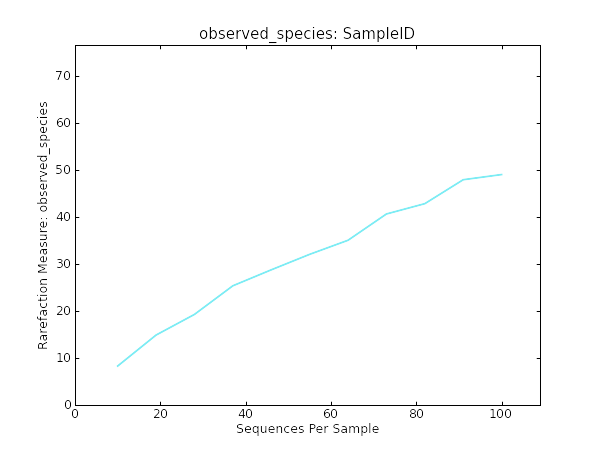 observed_species: SampleID
Rarefaction Measure: observed_species
70
60
50
40
30
20
10
0
0 20 40 60 80 100
Sequences Per Sample